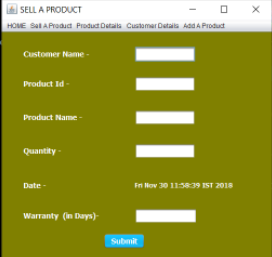 SELL A PRODUCT
HOME Sell A Product Product Details Customer Details Add A Product
Customer Name -
Product Id -
Product Name -
Quantity -
Date - Fri Nov 30 11:58:39 IST 2018
Warranty (in Days)-
Submit